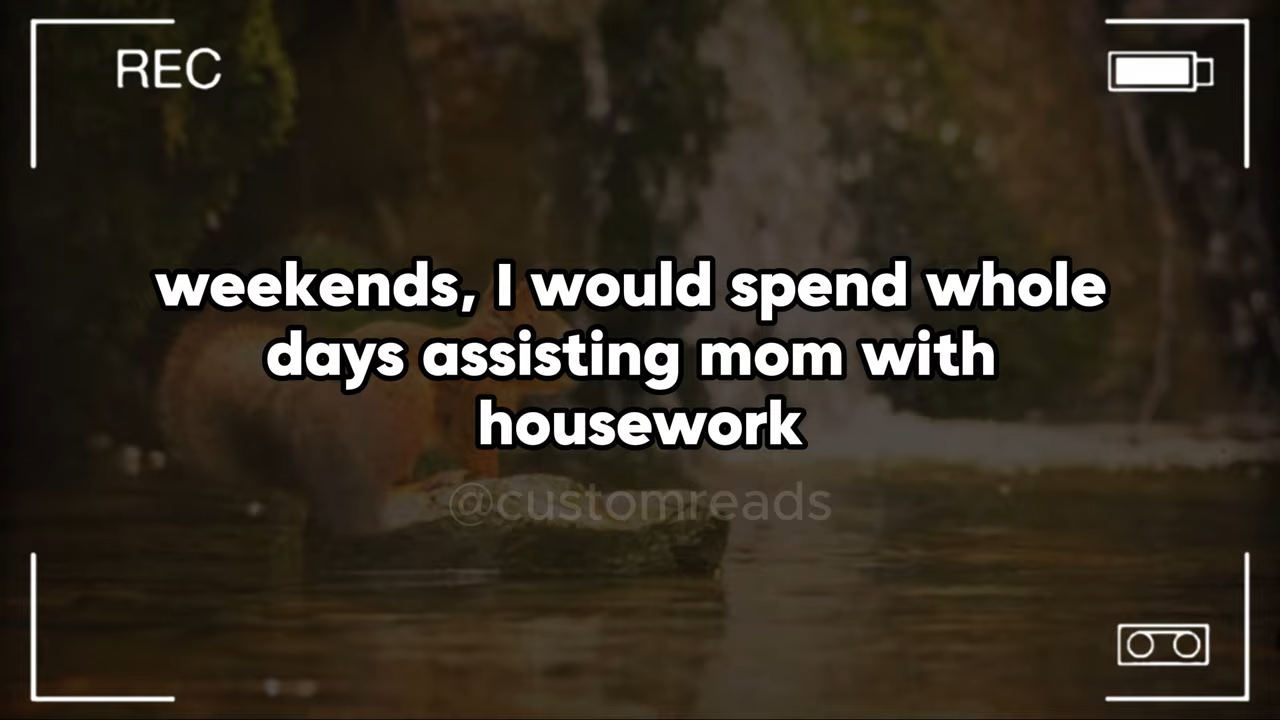 REC
weekends, I would spend whole
days assisting mom with
housework
@customreads